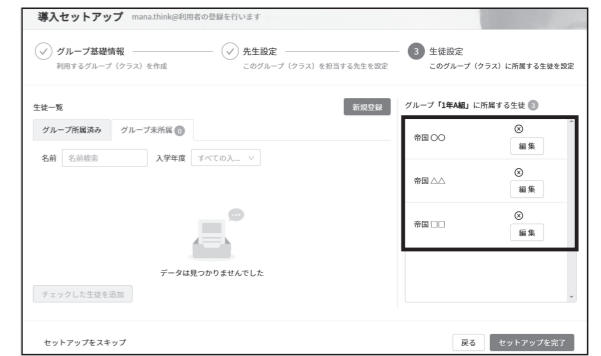 導入セットアップ mana.think@利用者の登録を行います
グループ基礎情報
利用するグループ（クラス）を作成
先生設定
このグループ（クラス）を担当する先生を設定
3 生徒設定
このグループ（クラス）に所属する生徒を設定
生徒一覧
新規登録
グループ所属済み
グループ未所属 0
名前 名前検索
入学年度 すべての入...
データは見つかりませんでした
チェックした生徒を追加
グループ「1年A組」に所属する生徒 3
帝国 〇〇
編 集
帝国 △△
編 集
帝国 □□
編 集
セットアップをスキップ
戻る
セットアップを完了